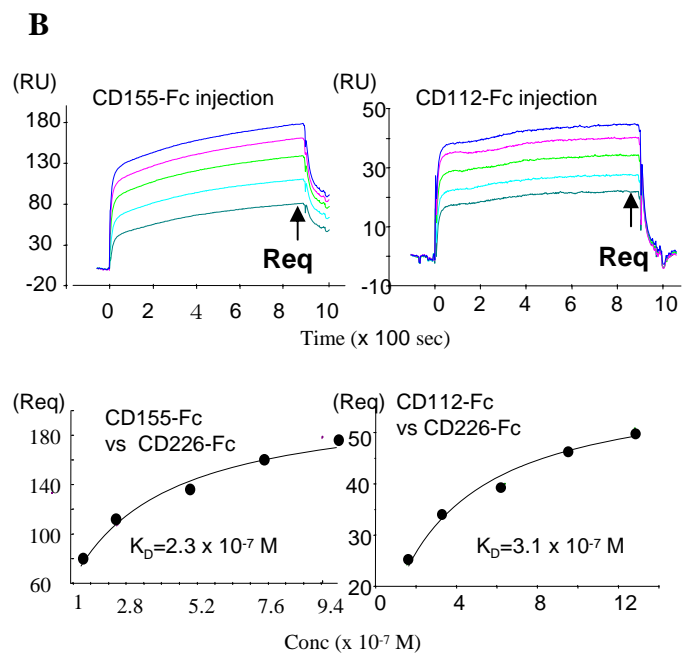 B
(RU)
CD155-Fc injection
180
130
80
30
-20
Req
0 2 4 6 8 10
(RU)
CD112-Fc injection
50
30
10
-10
Req
0 2 4 6 8 10
Time (x 100 sec)
(Req)
CD155-Fc
vs CD226-Fc
180
140
100
60
K_D=2.3 x 10^-7 M
1 2.8 5.2 7.6 9.4
(Req)
CD112-Fc
vs CD226-Fc
50
40
30
20
K_D=3.1 x 10^-7 M
0 4 8 12
Conc (x 10^-7 M)